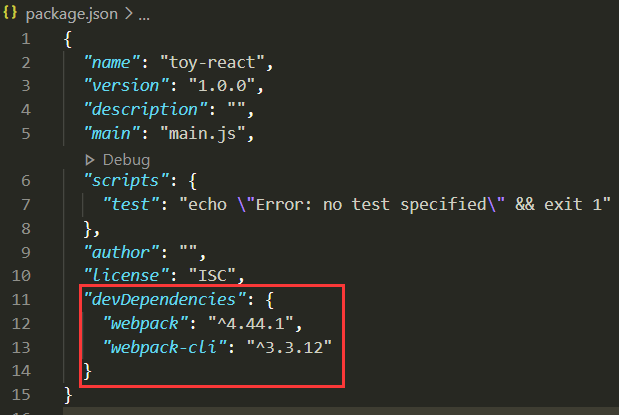 {} package.json > ...
1 {
2 "name": "toy-react",
3 "version": "1.0.0",
4 "description": "",
5 "main": "main.js",
Debug
6 "scripts": {
7 "test": "echo \"Error: no test specified\" && exit 1"
8 },
9 "author": "",
10 "license": "ISC",
11 "devDependencies": {
12 "webpack": "^4.44.1",
13 "webpack-cli": "^3.3.12"
14 }
15 }
16